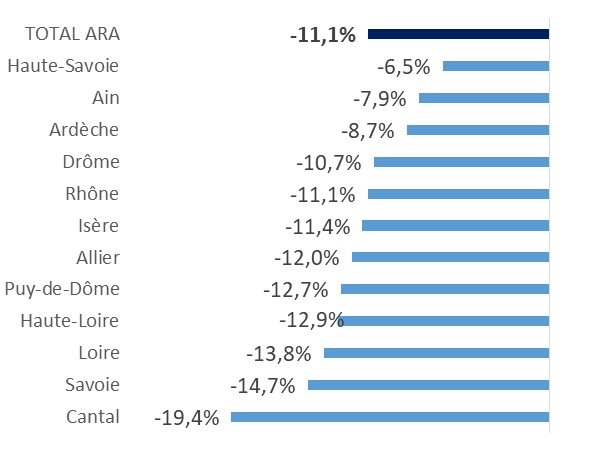 TOTAL ARA -11,1%
Haute-Savoie -6,5%
Ain -7,9%
Ardèche -8,7%
Drôme -10,7%
Rhône -11,1%
Isère -11,4%
Allier -12,0%
Puy-de-Dôme -12,7%
Haute-Loire -12,9%
Loire -13,8%
Savoie -14,7%
Cantal -19,4%